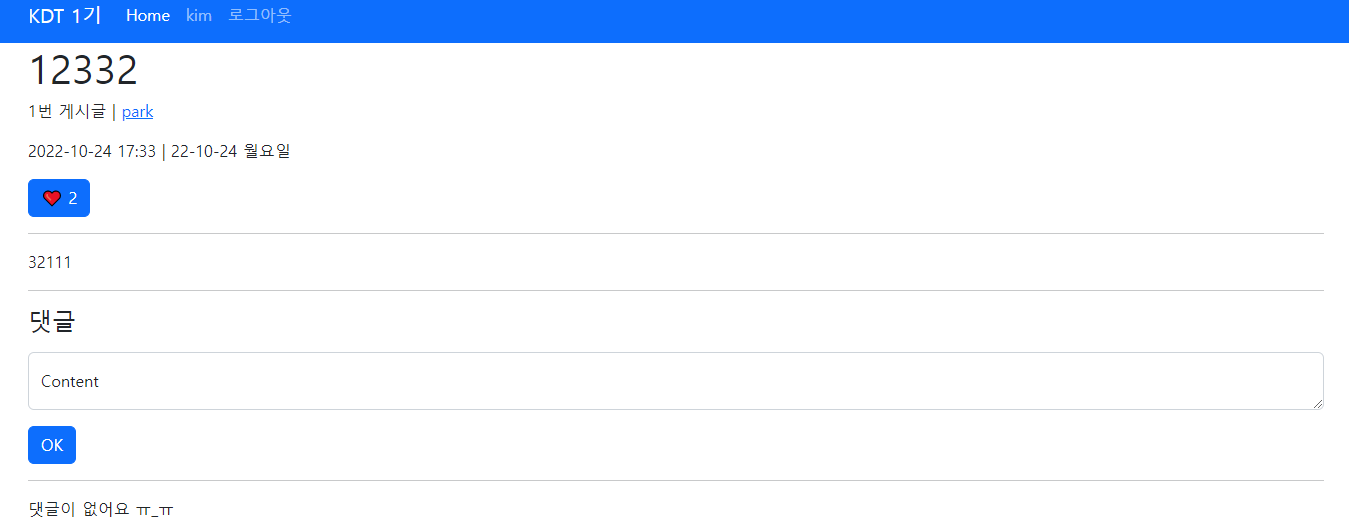 KDT 1기 Home kim 로그아웃
12332
1번 게시글 | park
2022-10-24 17:33 | 22-10-24 월요일
❤️ 2
32111
댓글
Content
OK
댓글이 없어요 ㅠ_ㅠ